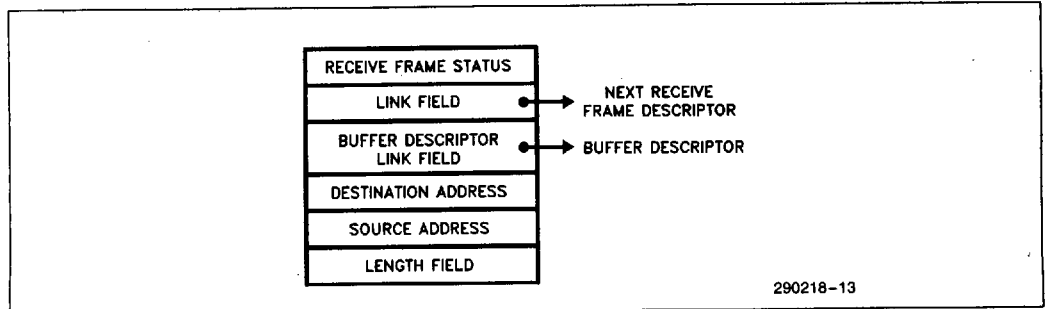 RECEIVE FRAME STATUS
LINK FIELD
NEXT RECEIVE
FRAME DESCRIPTOR
BUFFER DESCRIPTOR
LINK FIELD
BUFFER DESCRIPTOR
DESTINATION ADDRESS
SOURCE ADDRESS
LENGTH FIELD
290218-13